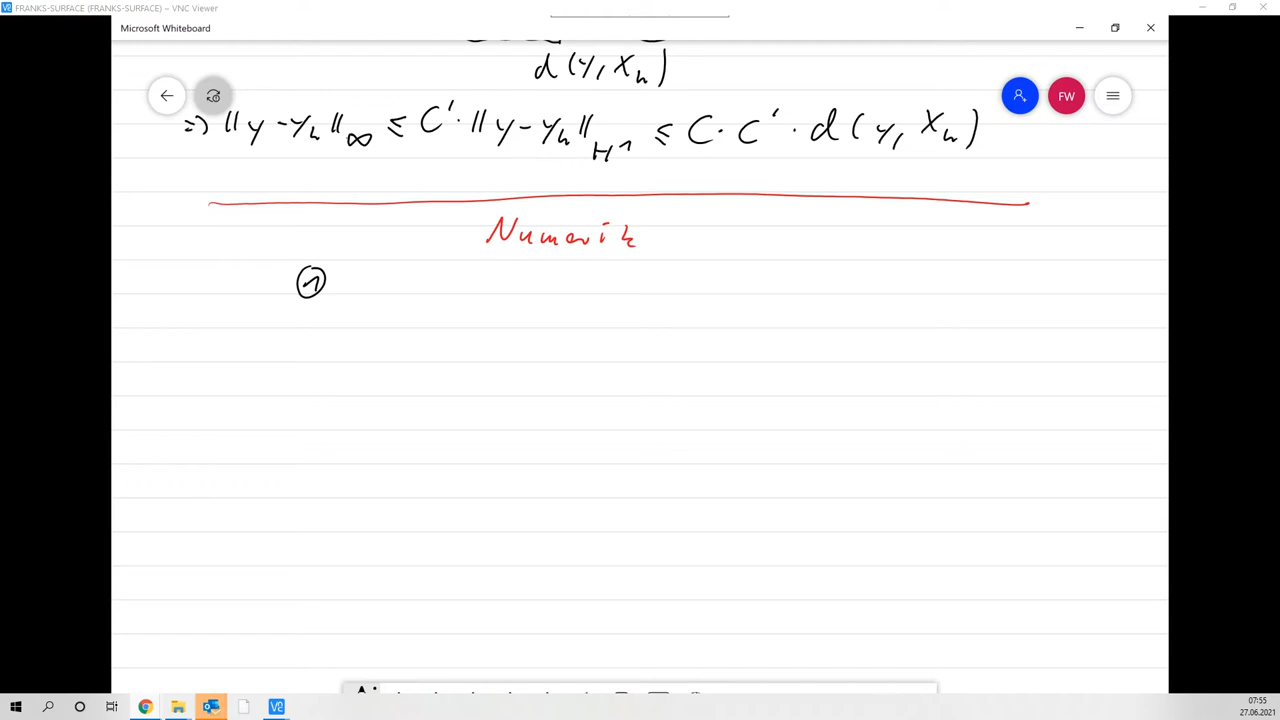 FRANKS-SURFACE (FRANKS-SURFACE) – VNC Viewer
Microsoft Whiteboard
d(y, X_h)
FW
=> ||y - y_h||_∞ ≤ C' · ||y - y_h||_{H^1} ≤ C · C' · d(y, X_h)
Numerik
①
07:55
27.06.2021